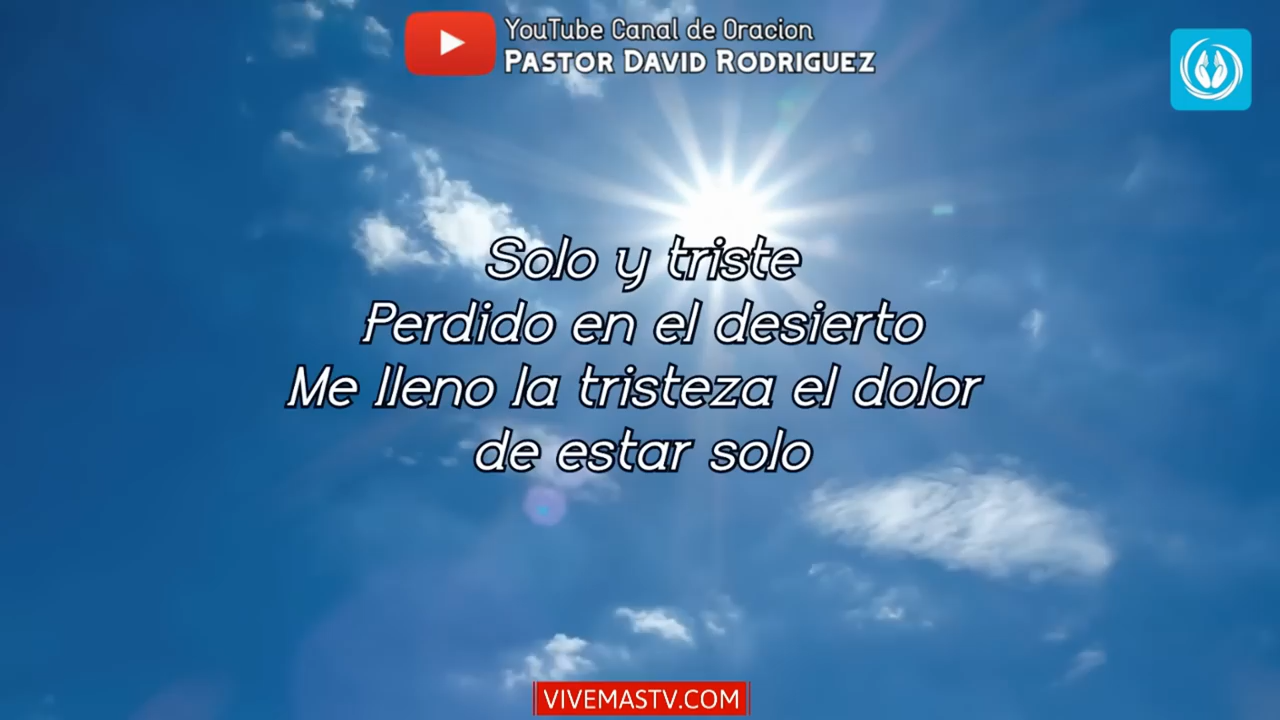 YouTube Canal de Oracion
PASTOR DAVID RODRIGUEZ
Solo y triste
Perdido en el desierto
Me lleno la tristeza el dolor
de estar solo
VIVEMASTV.COM